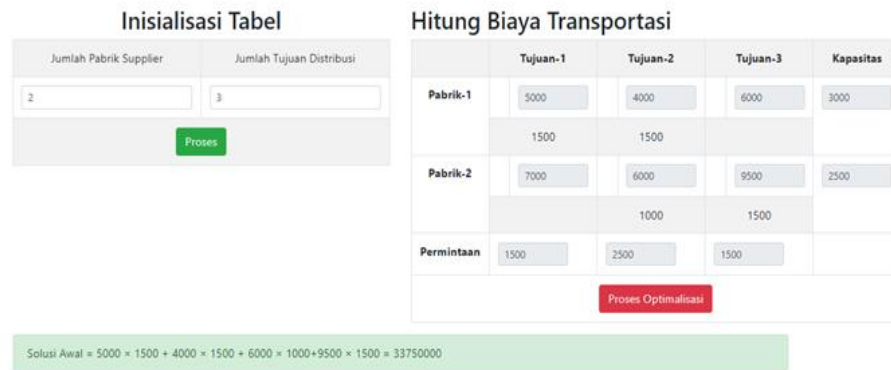 Inisialisasi Tabel
Jumlah Pabrik Supplier Jumlah Tujuan Distribusi
2 3
Proses
Hitung Biaya Transportasi
Tujuan-1 Tujuan-2 Tujuan-3 Kapasitas
Pabrik-1 5000 4000 6000 3000
1500 1500
Pabrik-2 7000 6000 9500 2500
1000 1500
Permintaan 1500 2500 1500
Proses Optimalisasi
Solusi Awal = 5000 × 1500 + 4000 × 1500 + 6000 × 1000+9500 × 1500 = 33750000